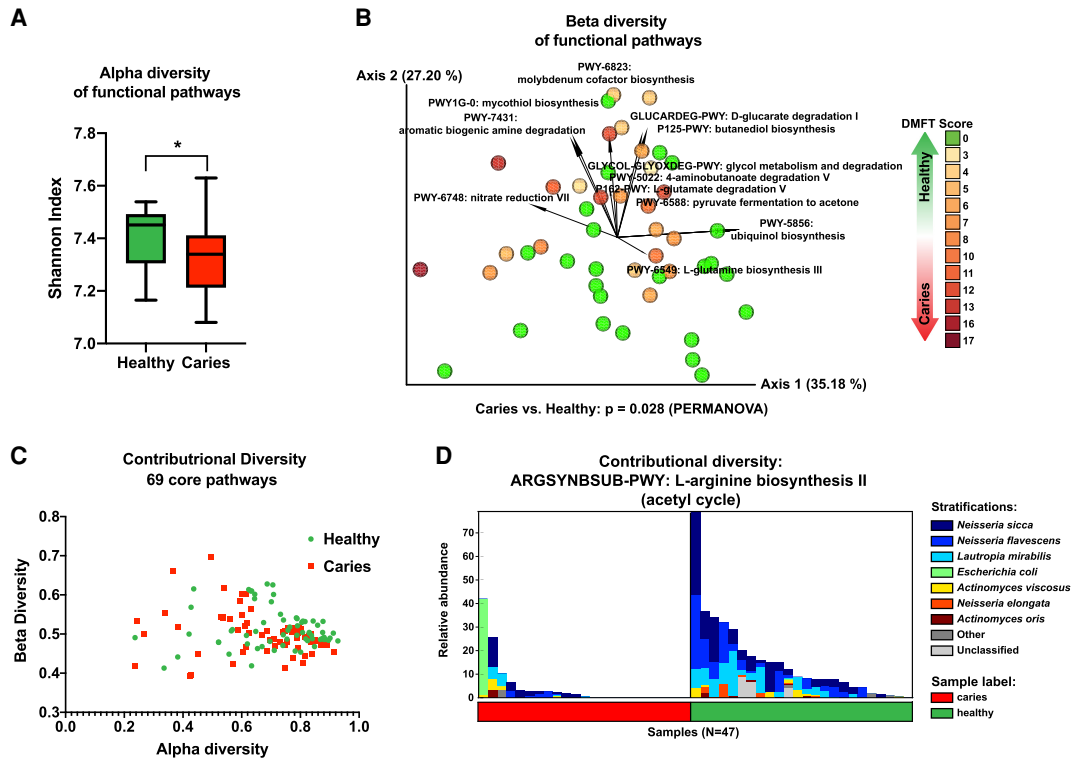 A
Alpha diversity
of functional pathways
*
7.8
7.6
7.4
7.2
7.0
Shannon Index
Healthy Caries
B
Beta diversity
of functional pathways
Axis 2 (27.20 %)
PWY-6823:
molybdenum cofactor biosynthesis
PWY1G-0: mycothiol biosynthesis
PWY-7431:
aromatic biogenic amine degradation
GLUCARDEG-PWY: D-glucarate degradation I
P125-PWY: butanediol biosynthesis
GLYCOL-GLYOXDEG-PWY: glycol metabolism and degradation
PWY-5022: 4-aminobutanoate degradation V
P162-PWY: L-glutamate degradation V
PWY-6748: nitrate reduction VII
PWY-6588: pyruvate fermentation to acetone
PWY-5856:
ubiquinol biosynthesis
PWY-6549: L-glutamine biosynthesis III
Axis 1 (35.18 %)
Caries vs. Healthy: p = 0.028 (PERMANOVA)
DMFT Score
Healthy
Caries
0
3
4
5
6
7
8
10
11
12
13
16
17
C
Contributrional Diversity
69 core pathways
0.8
0.7
0.6
0.5
0.4
0.3
Beta Diversity
Healthy
Caries
0.0 0.2 0.4 0.6 0.8 1.0
Alpha diversity
D
Contributional diversity:
ARGSYNBSUB-PWY: L-arginine biosynthesis II
(acetyl cycle)
70
60
50
40
30
20
10
0
Relative abundance
Samples (N=47)
Stratifications:
Neisseria sicca
Neisseria flavescens
Lautropia mirabilis
Escherichia coli
Actinomyces viscosus
Neisseria elongata
Actinomyces oris
Other
Unclassified
Sample label:
caries
healthy